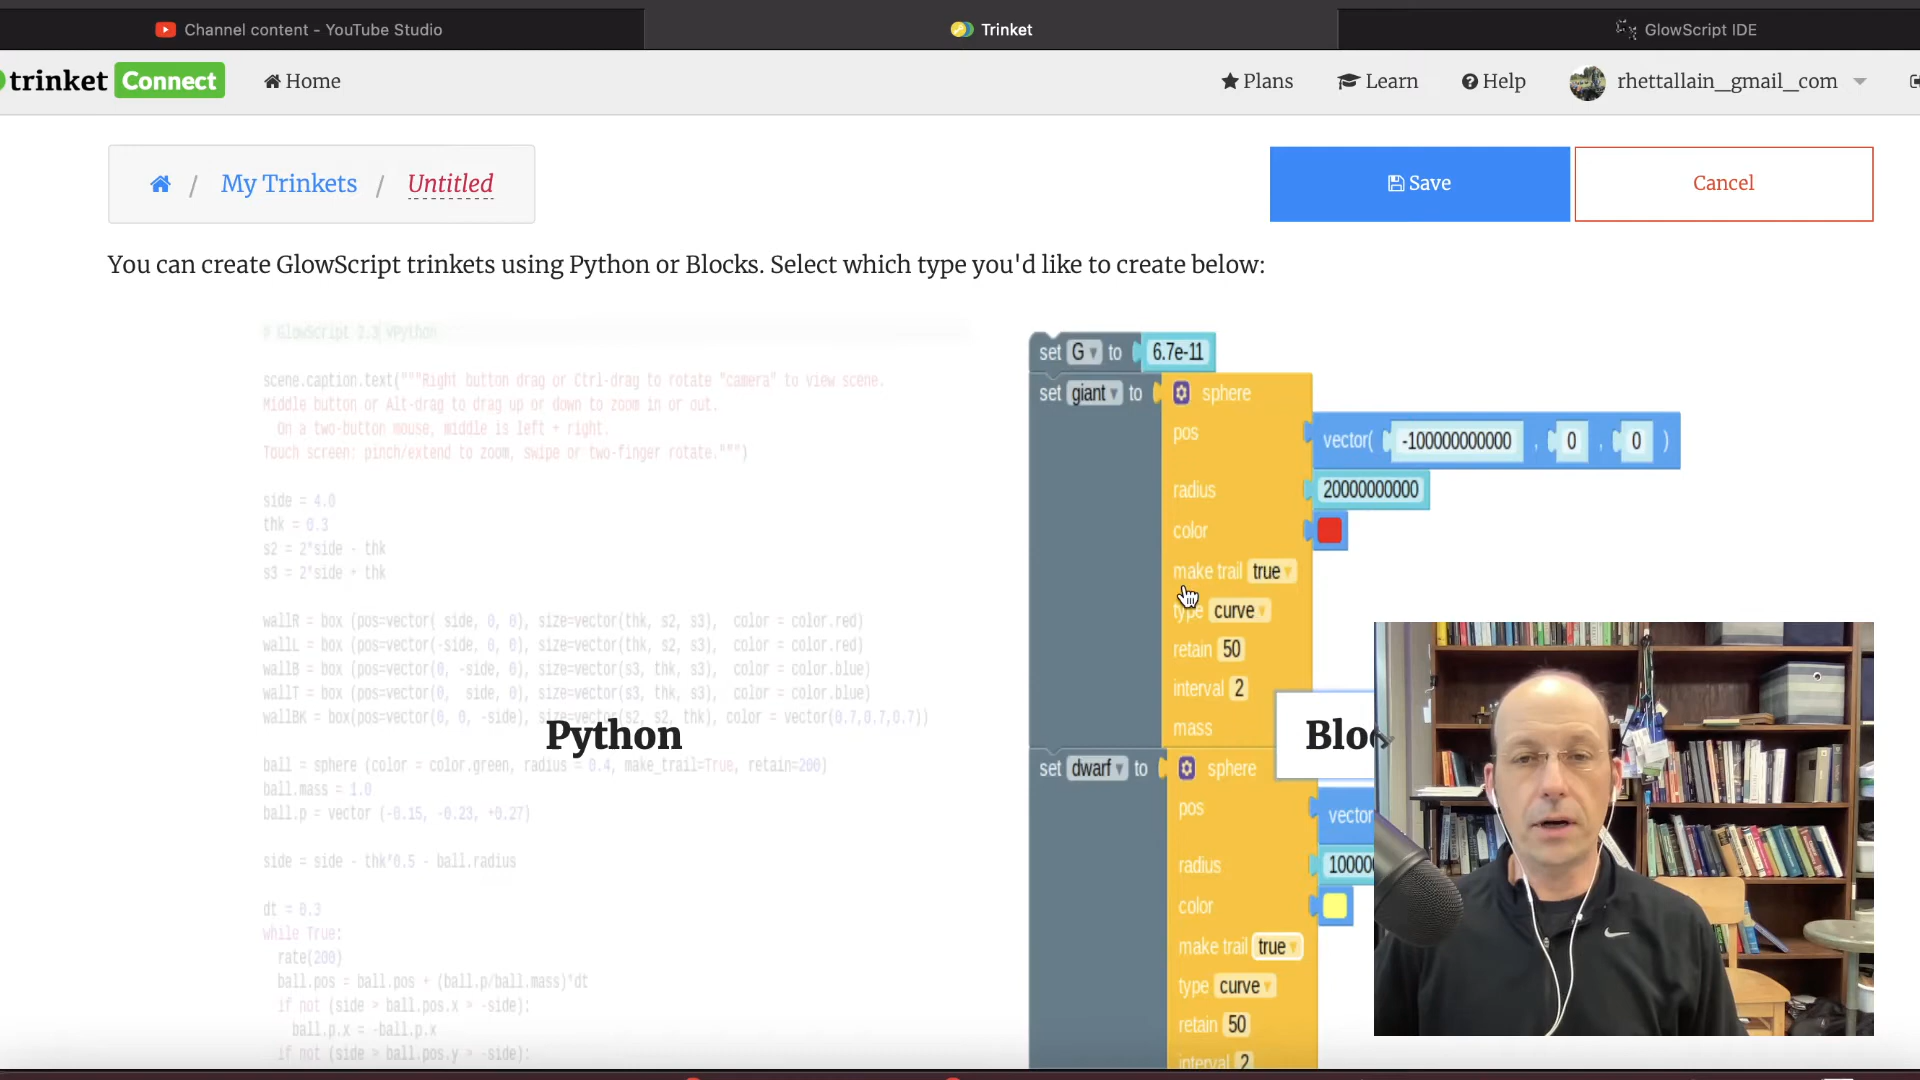 Channel content - YouTube Studio
Trinket
GlowScript IDE
trinket Connect
Home
Plans
Learn
Help
rhettallain_gmail_com
/ My Trinkets / Untitled
Save
Cancel
You can create GlowScript trinkets using Python or Blocks. Select which type you'd like to create below:
# GlowScript 2.3 VPython
scene.caption.text("""Right button drag or Ctrl-drag to rotate "camera" to view scene.
Middle button or Alt-drag to drag up or down to zoom in or out.
On a two-button mouse, middle is left + right.
Touch screen: pinch/extend to zoom, swipe or two-finger rotate.""")
side = 4.0
thk = 0.3
s2 = 2*side - thk
s3 = 2*side + thk
wallR = box (pos=vector( side, 0, 0), size=vector(thk, s2, s3), color = color.red)
wallL = box (pos=vector(-side, 0, 0), size=vector(thk, s2, s3), color = color.red)
wallB = box (pos=vector(0, -side, 0), size=vector(s3, thk, s3), color = color.blue)
wallT = box (pos=vector(0, side, 0), size=vector(s3, thk, s3), color = color.blue)
wallBK = box(pos=vector(0, 0, -side), size=vector(s2, s2, thk), color = vector(0.7,0.7,0.7))
Python
ball = sphere (color = color.green, radius = 0.4, make_trail=True, retain=200)
ball.mass = 1.0
ball.p = vector (-0.15, -0.23, +0.27)
side = side - thk*0.5 - ball.radius
dt = 0.3
while True:
rate(200)
ball.pos = ball.pos + (ball.p/ball.mass)*dt
if not (side > ball.pos.x > -side):
ball.p.x = -ball.p.x
if not (side > ball.pos.y > -side):
set G to 6.7e-11
set giant to sphere
pos vector( -100000000000 , 0 , 0 )
radius 20000000000
color
make trail true
type curve
retain 50
interval 2
mass
Bloc
set dwarf to sphere
pos vector
radius 10000
color
make trail true
type curve
retain 50
interval 2